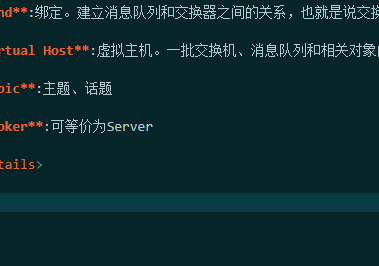 nd**:绑定。建立消息队列和交换器之间的关系，也就是说交换
rtual Host**:虚拟主机。一批交换机、消息队列和相关对象的
pic**:主题、话题
oker**:可等价为Server
tails>